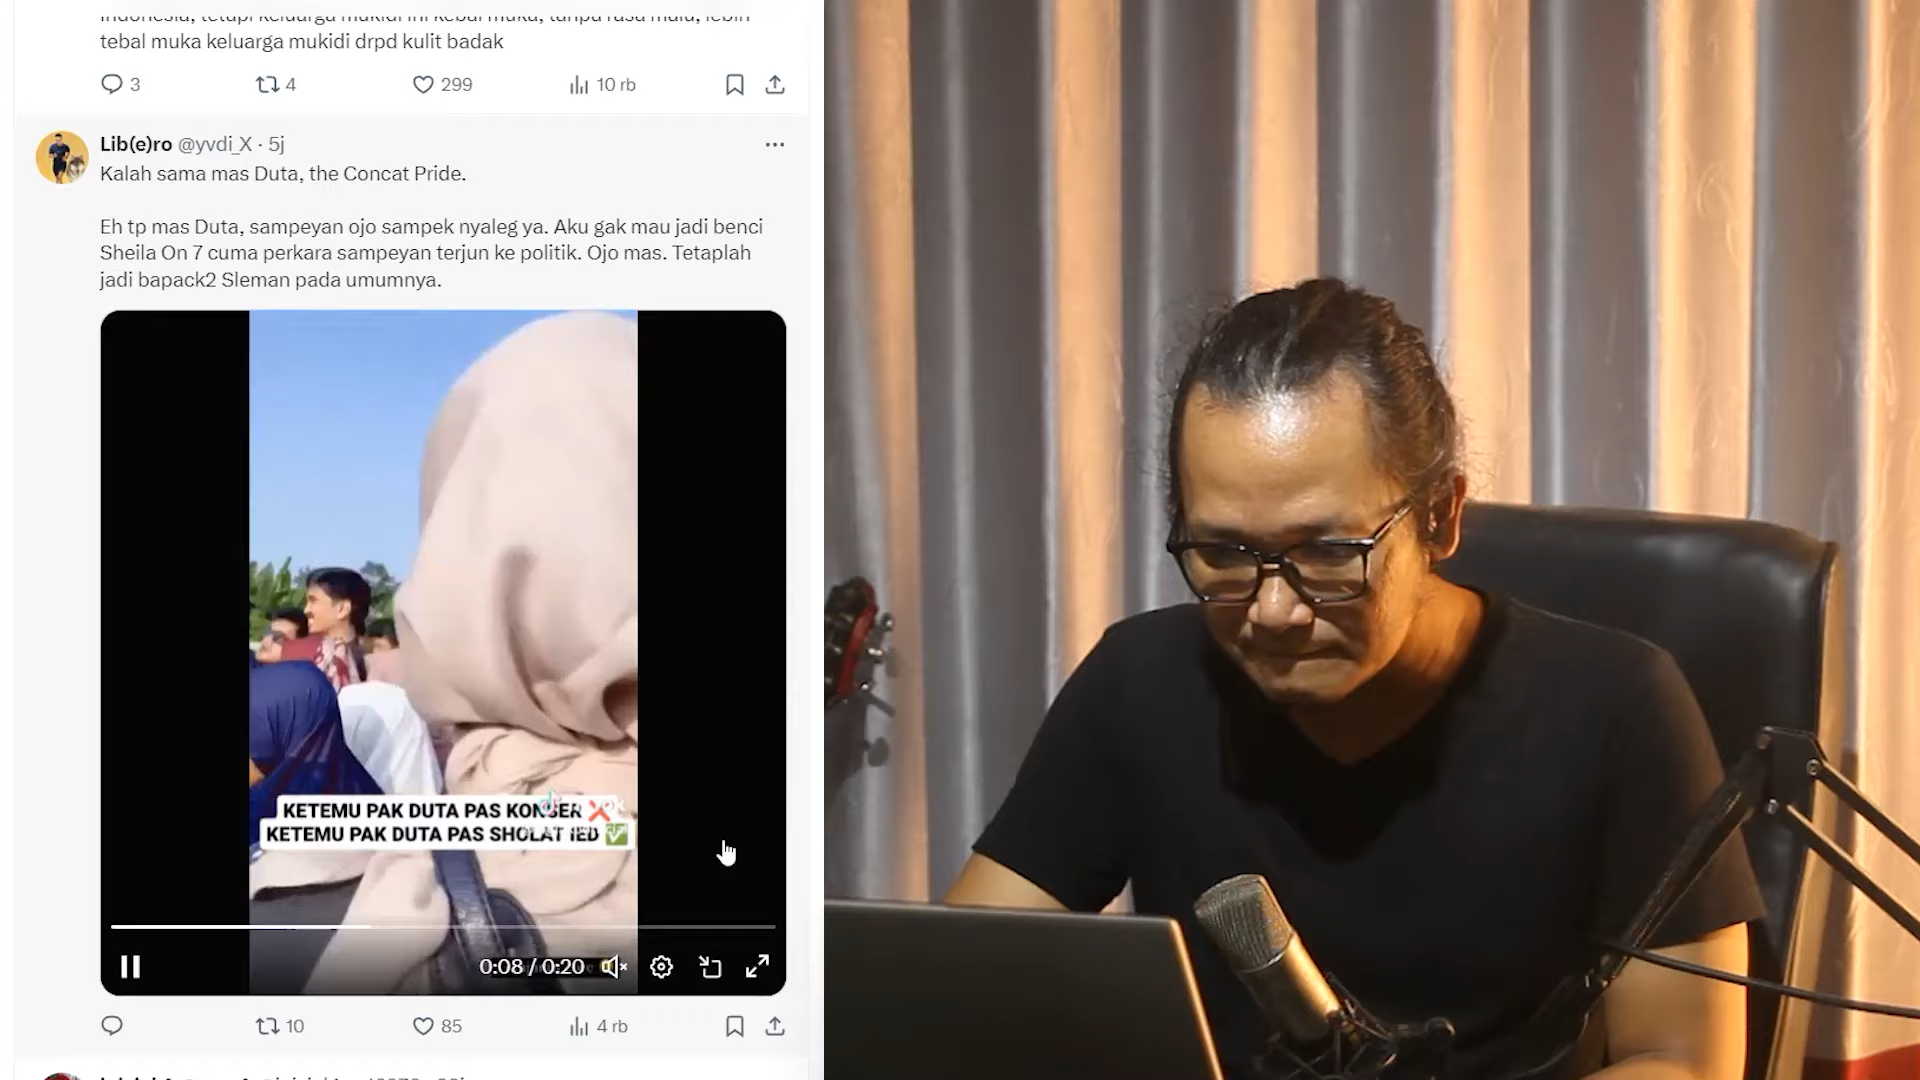 tebal muka keluarga mukidi drpd kulit badak
3 4 299 10 rb
Lib(e)ro @yvdi_X · 5j
Kalah sama mas Duta, the Concat Pride.
Eh tp mas Duta, sampeyan ojo sampek nyaleg ya. Aku gak mau jadi benci
Sheila On 7 cuma perkara sampeyan terjun ke politik. Ojo mas. Tetaplah
jadi bapack2 Sleman pada umumnya.
KETEMU PAK DUTA PAS KONSER ❌
KETEMU PAK DUTA PAS SHOLAT IED ✅
0:08 / 0:20
10 85 4 rb